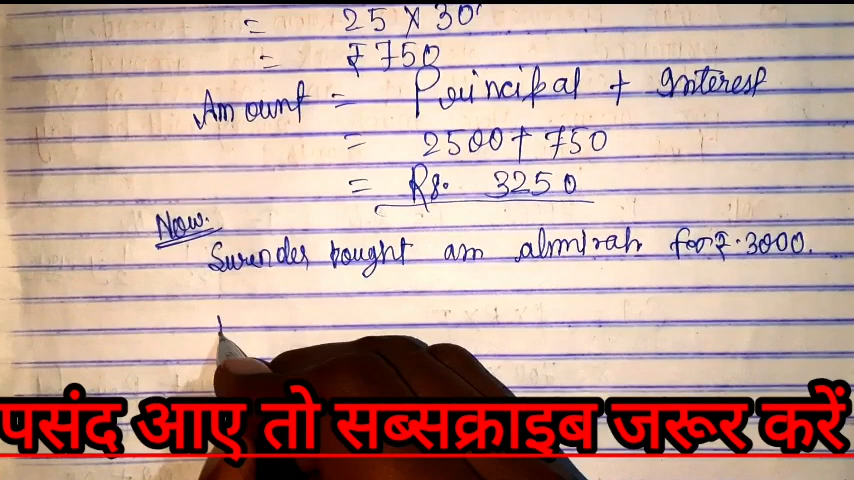 = 25 × 30
= ₹ 750
Amount = Principal + Interest
= 2500 + 750
= Rs. 3250
Now.
Surender bought am almirah for ₹.3000.
पसंद आए तो सब्सक्राइब जरूर करें